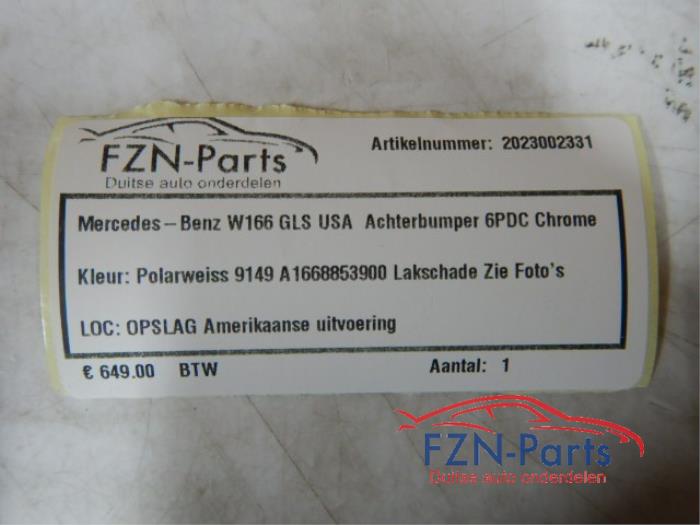 FZN-Parts
Duitse auto onderdelen
Artikelnummer: 2023002331
Mercedes-Benz W166 GLS USA Achterbumper 6PDC Chrome
Kleur: Polarweiss 9149 A1668853900 Lakschade Zie Foto's
LOC: OPSLAG Amerikaanse uitvoering
€ 649.00 BTW
Aantal: 1
FZN-Parts
Duitse auto onderdelen